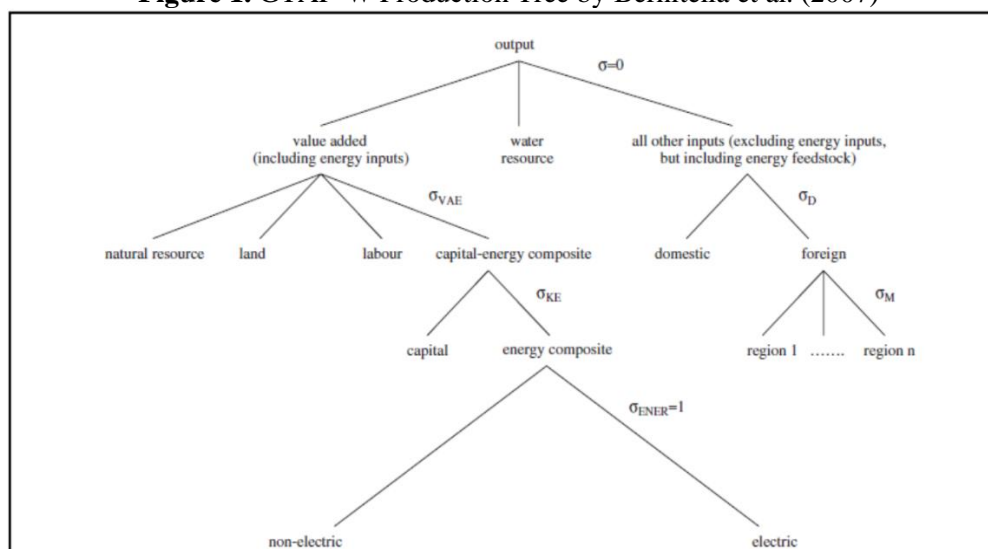 Figure 1. GTAP-W Production Tree by Berrittella et al. (2007)
output
σ=0
value added
(including energy inputs)
water
resource
all other inputs (excluding energy inputs,
but including energy feedstock)
σVAE
σD
natural resource land labour capital-energy composite domestic foreign
σKE
σM
capital energy composite region 1 ....... region n
σENER=1
non-electric electric